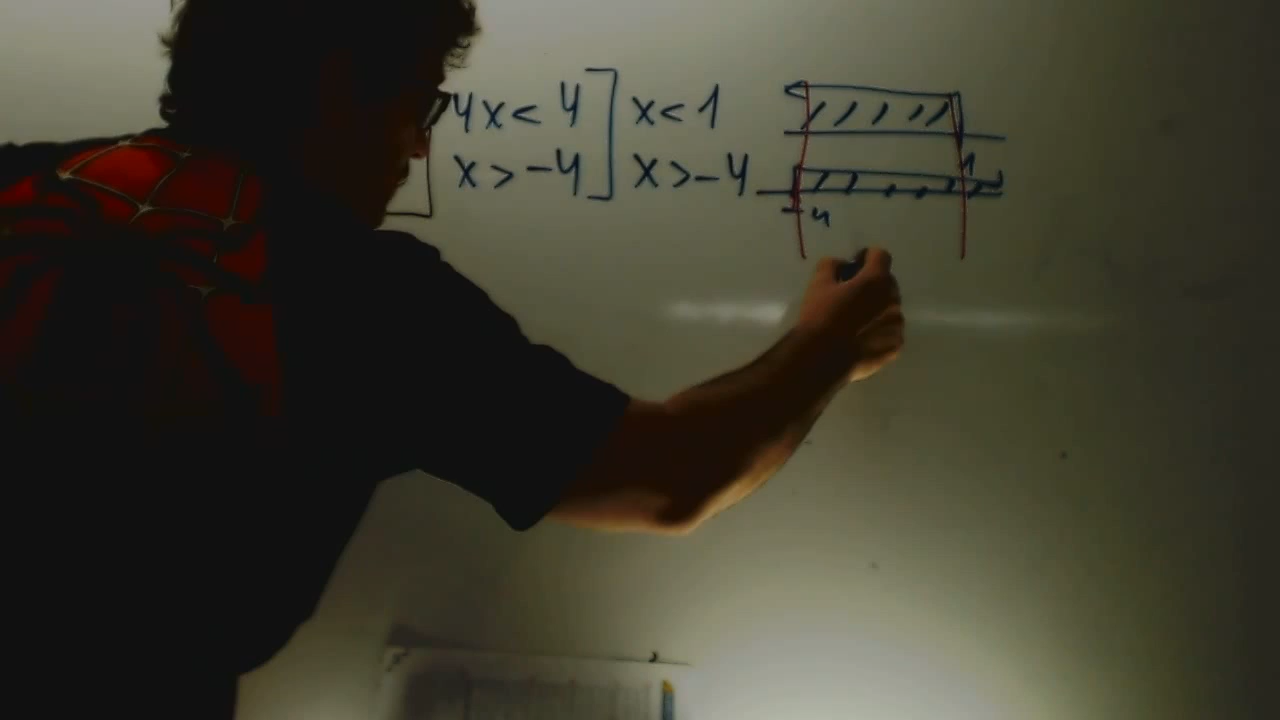 4x < 4 ] x < 1
x > -4 ] x > -4
1
-4